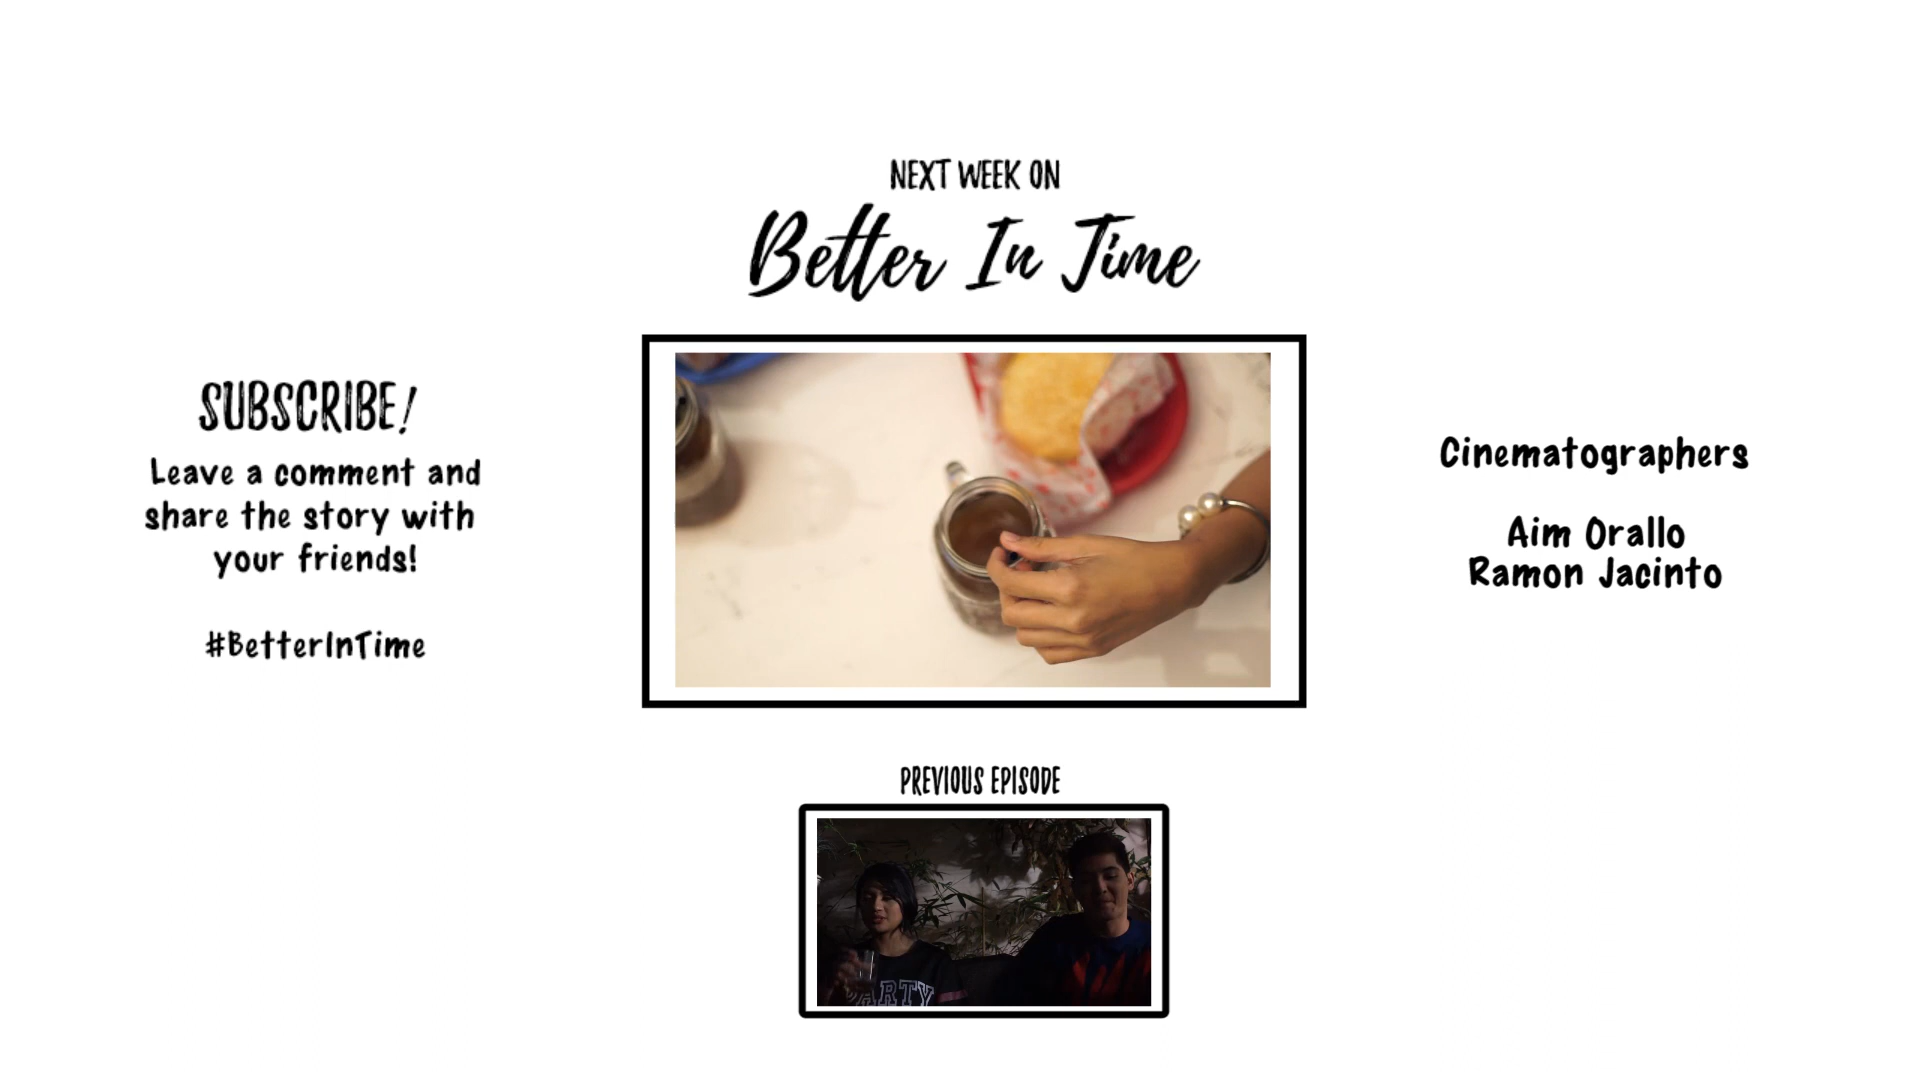 NEXT WEEK ON
Better In Time
SUBSCRIBE!
Leave a comment and
share the story with
your friends!
#BetterInTime
Cinematographers
Aim Orallo
Ramon Jacinto
PREVIOUS EPISODE
PARTY